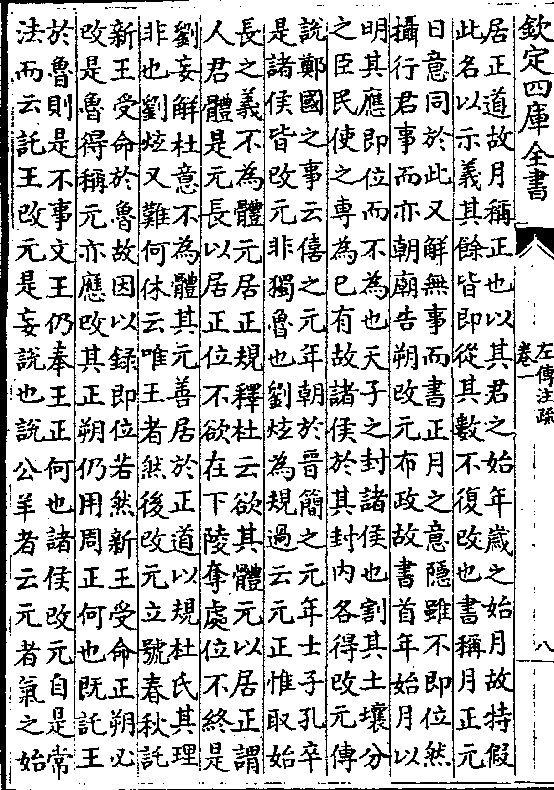 欽定四庫全書
左傳注疏
卷一
八
居正道故月稱正也以其君之始年歲之始月故特假
此名以示義其餘皆即從其數不復改也書稱月正元
日意同於此又解無事而書正月之意隱雖不即位然
攝行君事而亦朝廟告朔改元布政故書首年始月以
明其應即位而不為也天子之封諸侯也割其土壤分
之臣民使之專為已有故諸侯於其封内各得改元傳
說鄭國之事云僖之元年朝於晉簡之元年士子孔卒
是諸侯皆改元非獨魯也劉炫為規過云元正惟取始
長之義不為體元居正規釋杜云欲其體元以居正謂
人君體是元長以居正位不欲在下陵奪處位不終是
劉妄解杜意不為體其元善居於正道以規杜氏其理
非也劉炫又難何休云唯王者然後改元立號春秋託
新王受命於魯故因以録即位若然新王受命正朔必
改是魯得稱元亦應改其正朔仍用周正何也既託王
於魯則是不事文王仍奉王正何也諸侯改元自是常
法而云託王改元是妄說也說公羊者云元者氣之始